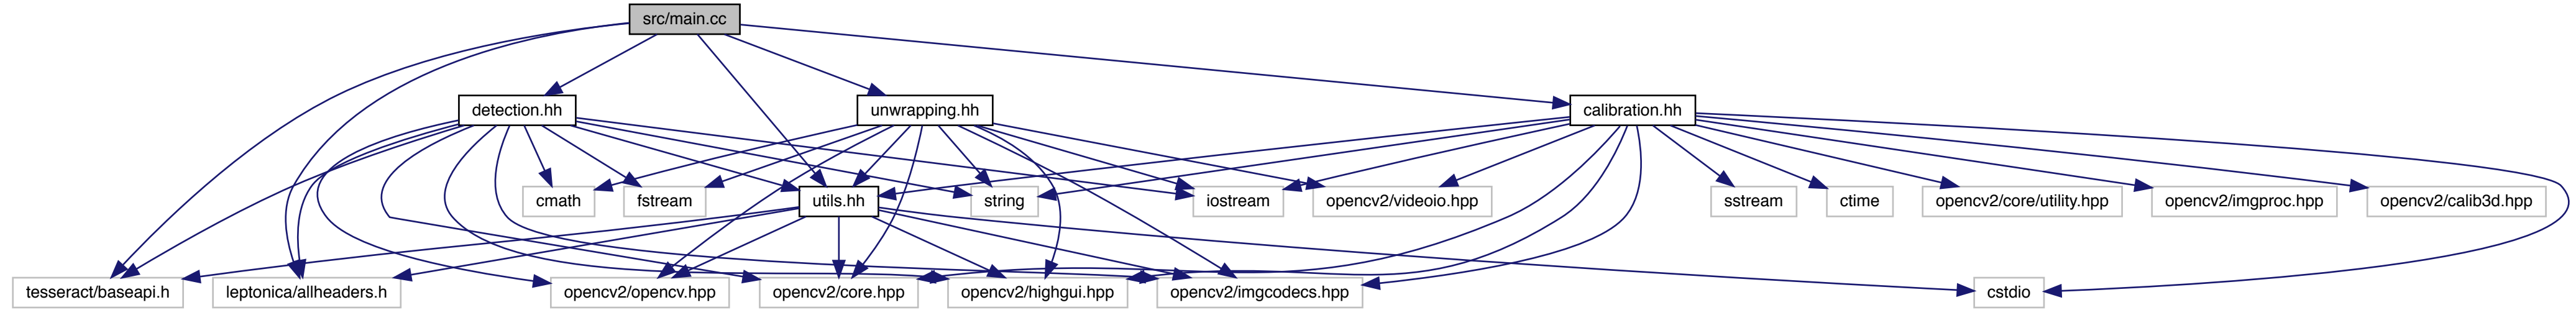 src/main.cc
detection.hh
unwrapping.hh
calibration.hh
cmath
fstream
utils.hh
string
iostream
opencv2/videoio.hpp
sstream
ctime
opencv2/core/utility.hpp
opencv2/imgproc.hpp
opencv2/calib3d.hpp
tesseract/baseapi.h
leptonica/allheaders.h
opencv2/opencv.hpp
opencv2/core.hpp
opencv2/highgui.hpp
opencv2/imgcodecs.hpp
cstdio